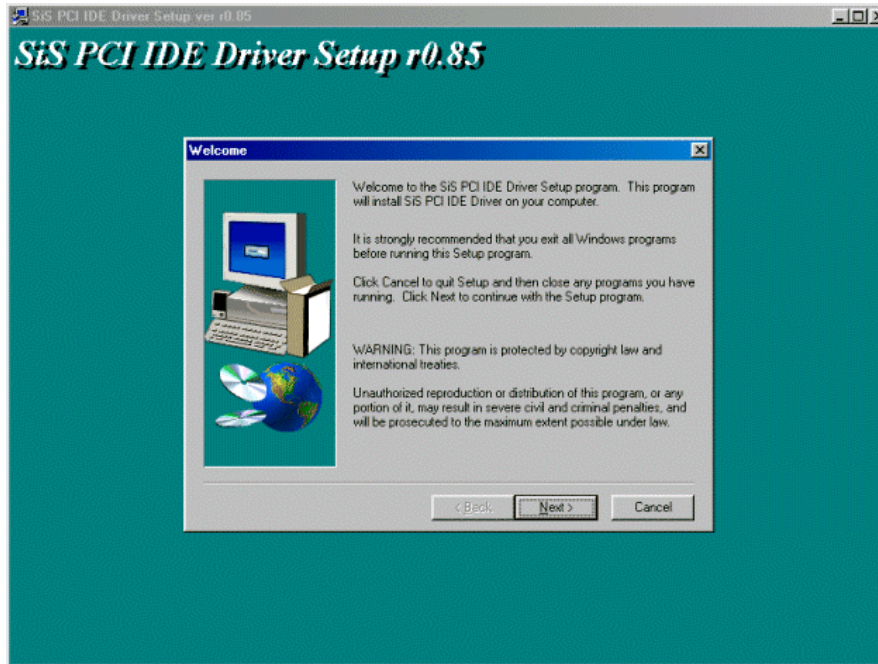 SiS PCI IDE Driver Setup ver r0.85
SiS PCI IDE Driver Setup r0.85
Welcome
Welcome to the SiS PCI IDE Driver Setup program. This program
will install SiS PCI IDE Driver on your computer.
It is strongly recommended that you exit all Windows programs
before running this Setup program.
Click Cancel to quit Setup and then close any programs you have
running. Click Next to continue with the Setup program.
WARNING: This program is protected by copyright law and
international treaties.
Unauthorized reproduction or distribution of this program, or any
portion of it, may result in severe civil and criminal penalties, and
will be prosecuted to the maximum extent possible under law.
< Back Next > Cancel